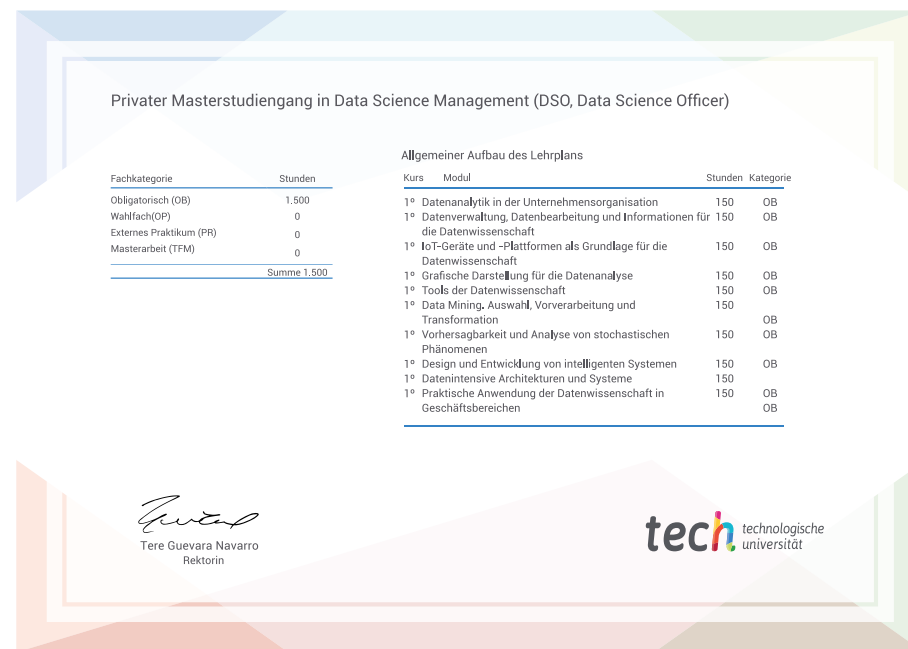 Privater Masterstudiengang in Data Science Management (DSO, Data Science Officer)
Fachkategorie Stunden
Obligatorisch (OB) 1.500
Wahlfach(OP) 0
Externes Praktikum (PR) 0
Masterarbeit (TFM) 0
Summe 1.500
Allgemeiner Aufbau des Lehrplans
Kurs Modul Stunden Kategorie
1º Datenanalytik in der Unternehmensorganisation 150 OB
1º Datenverwaltung, Datenbearbeitung und Informationen für 150 OB
die Datenwissenschaft
1º IoT-Geräte und -Plattformen als Grundlage für die 150 OB
Datenwissenschaft
1º Grafische Darstellung für die Datenanalyse 150 OB
1º Tools der Datenwissenschaft 150 OB
1º Data Mining. Auswahl, Vorverarbeitung und 150
Transformation OB
1º Vorhersagbarkeit und Analyse von stochastischen 150 OB
Phänomenen
1º Design und Entwicklung von intelligenten Systemen 150 OB
1º Datenintensive Architekturen und Systeme 150
1º Praktische Anwendung der Datenwissenschaft in 150 OB
Geschäftsbereichen OB
Tere Guevara Navarro
Rektorin
tech technologische
universität